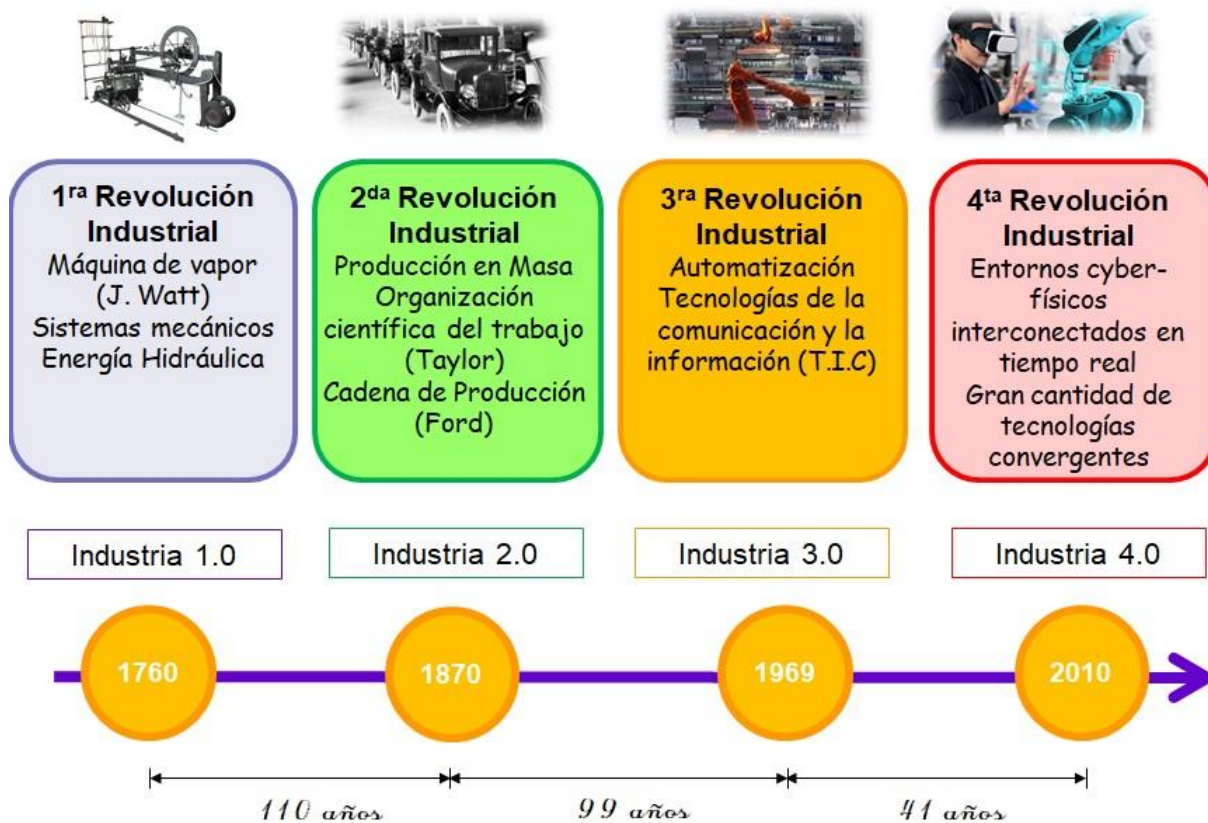 1ra Revolución
Industrial
Máquina de vapor
(J. Watt)
Sistemas mecánicos
Energía Hidráulica
2da Revolución
Industrial
Producción en Masa
Organización
científica del trabajo
(Taylor)
Cadena de Producción
(Ford)
3ra Revolución
Industrial
Automatización
Tecnologías de la
comunicación y la
información (T.I.C)
4ta Revolución
Industrial
Entornos cyber-
físicos
interconectados en
tiempo real
Gran cantidad de
tecnologías
convergentes
Industria 1.0
Industria 2.0
Industria 3.0
Industria 4.0
1760
1870
1969
2010
110 años
99 años
41 años